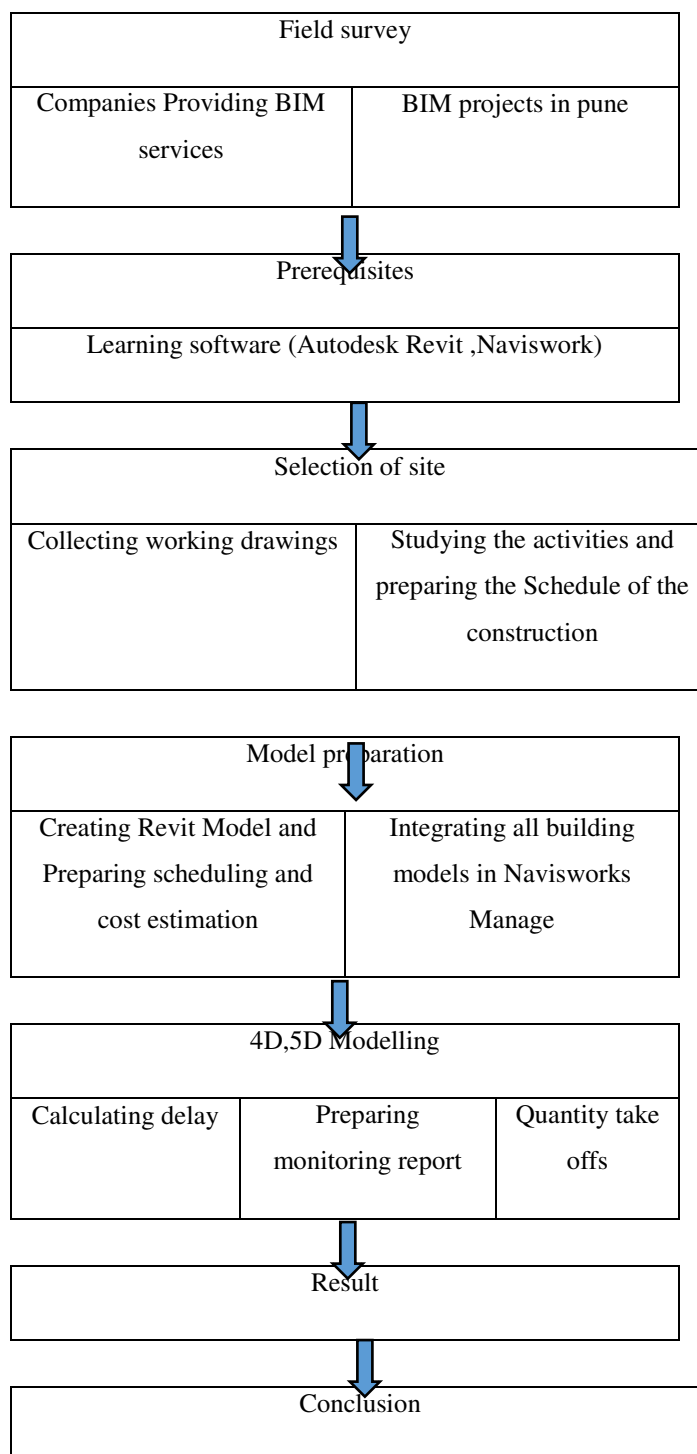 Field survey
Companies Providing BIM
services
BIM projects in pune
Prerequisites
Learning software (Autodesk Revit ,Naviswork)
Selection of site
Collecting working drawings
Studying the activities and
preparing the Schedule of the
construction
Model preparation
Creating Revit Model and
Preparing scheduling and
cost estimation
Integrating all building
models in Navisworks
Manage
4D,5D Modelling
Calculating delay
Preparing
monitoring report
Quantity take
offs
Result
Conclusion